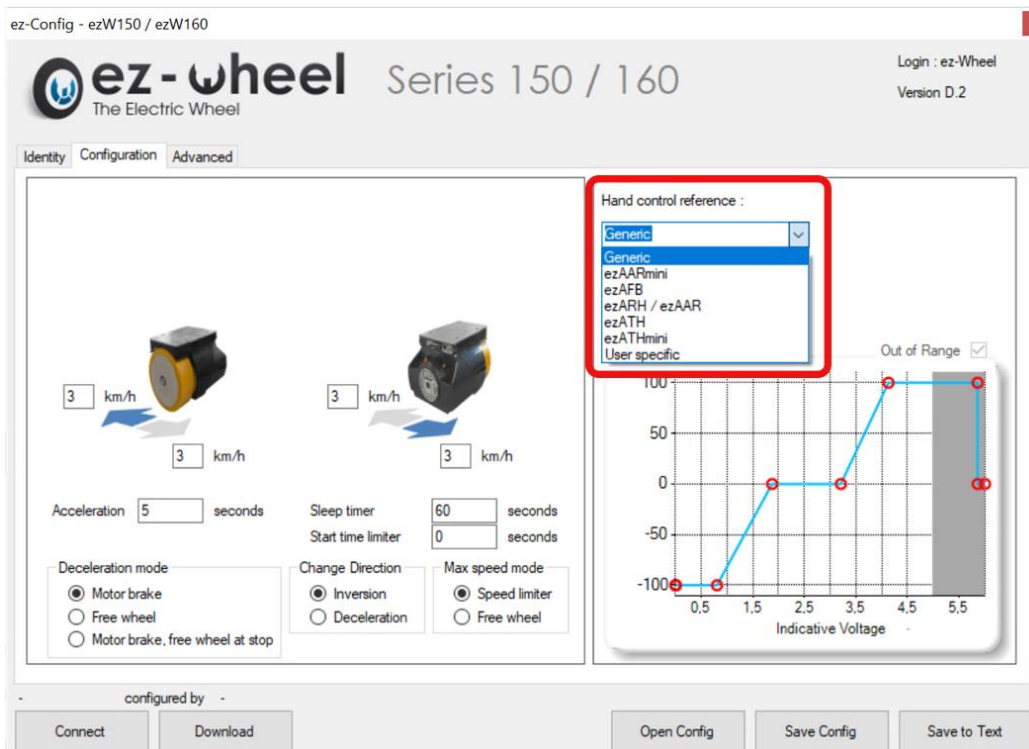 ez-Config - ezW150 / ezW160
ez-wheel
The Electric Wheel
Series 150 / 160
Login : ez-Wheel
Version D.2
Identity Configuration Advanced
Hand control reference :
Generic
Generic
ezAARmini
ezAFB
ezARH / ezAAR
ezATH
ezATHmini
User specific
Out of Range
3 km/h
3 km/h
3 km/h
3 km/h
Acceleration 5 seconds
Sleep timer 60 seconds
Start time limiter 0 seconds
Deceleration mode
Motor brake
Free wheel
Motor brake, free wheel at stop
Change Direction
Inversion
Deceleration
Max speed mode
Speed limiter
Free wheel
100
50
0
-50
-100
0,5 1,5 2,5 3,5 4,5 5,5
Indicative Voltage -
- configured by -
Connect Download Open Config Save Config Save to Text